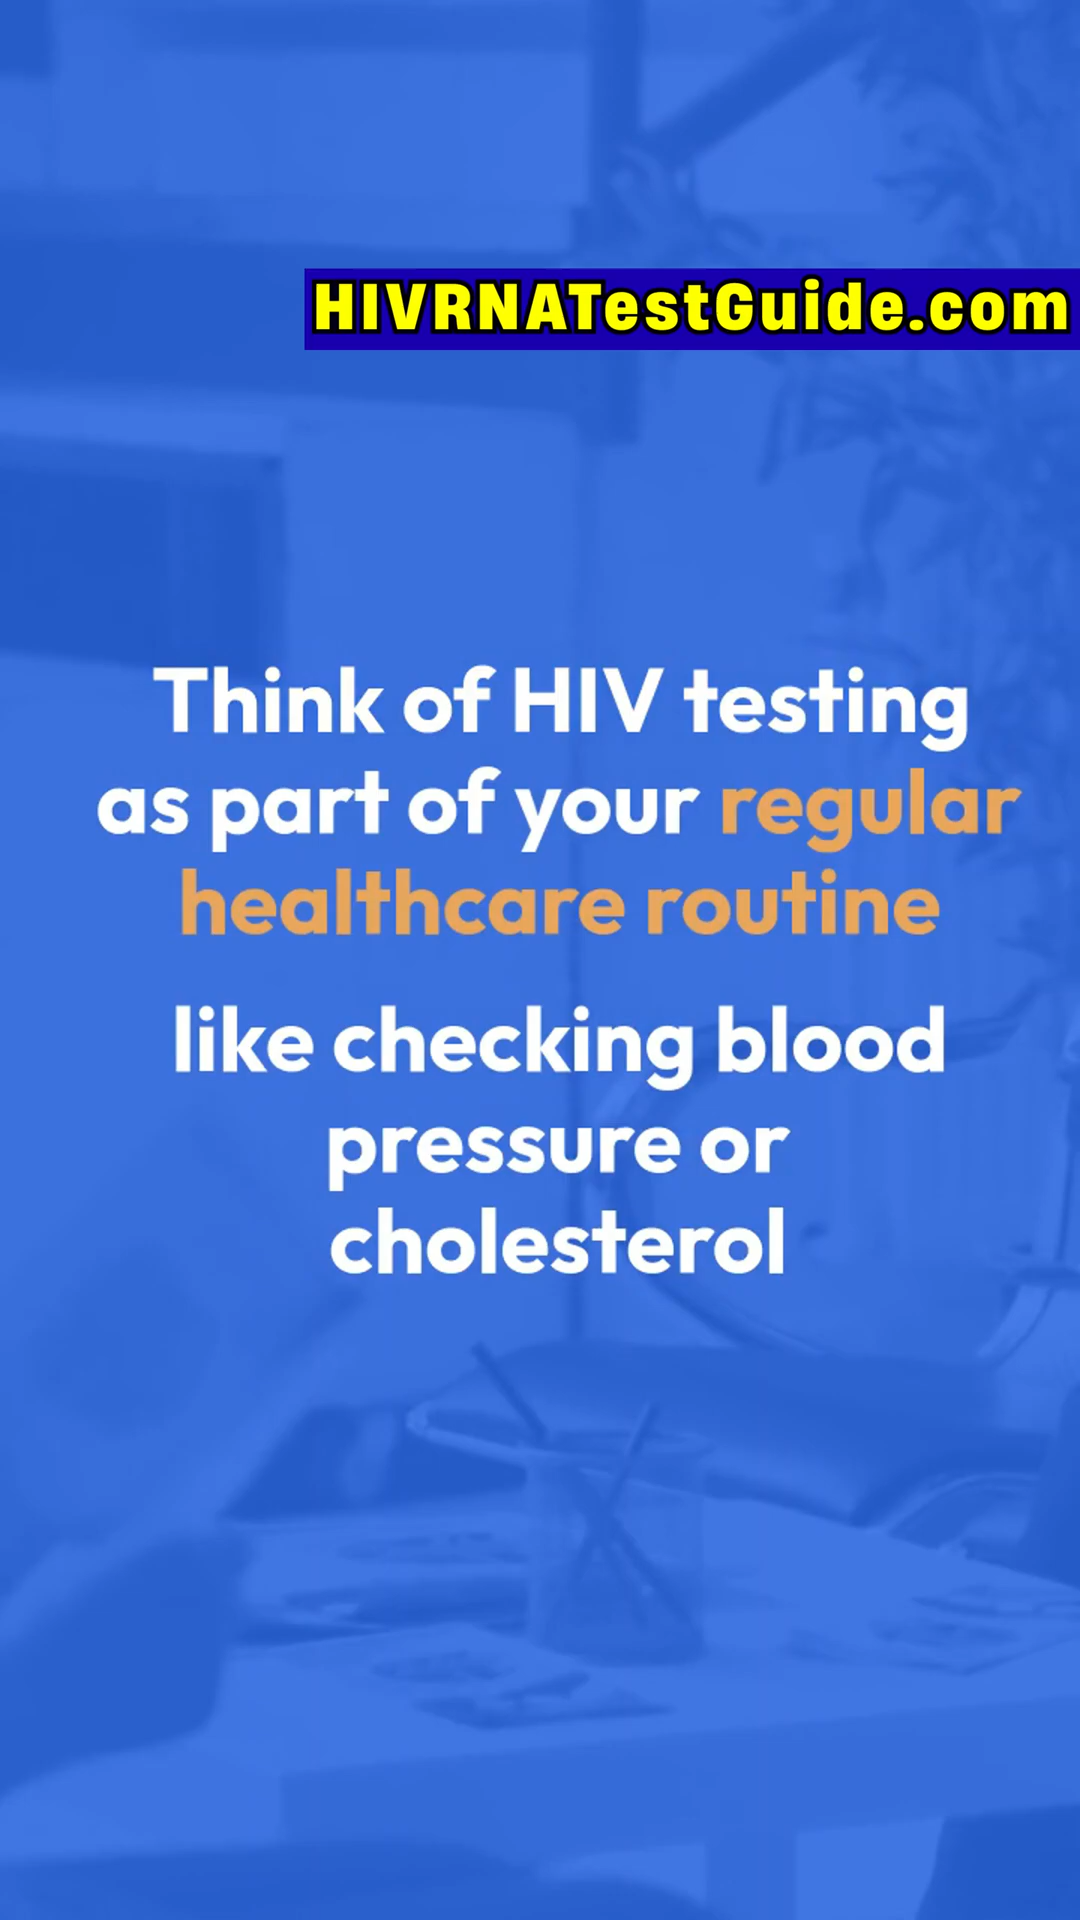 HIVRNATestGuide.com
Think of HIV testing
as part of your regular
healthcare routine
like checking blood
pressure or
cholesterol